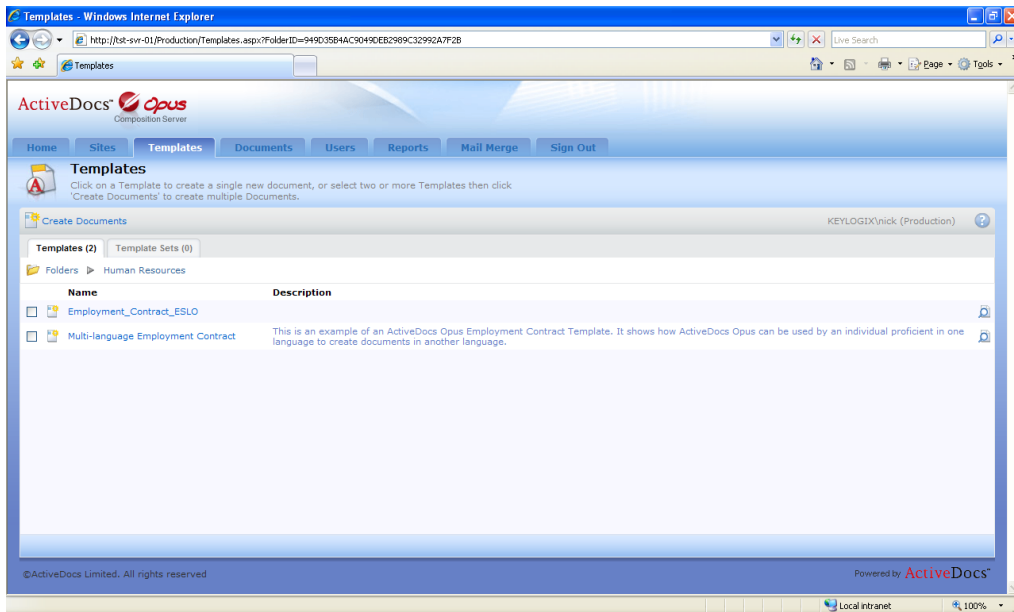 Templates - Windows Internet Explorer
http://tst-svr-01/Production/Templates.aspx?FolderID=949D35B4AC9049DEB2989C32992A7F2B
Live Search
Templates
Page
Tools
ActiveDocs Opus
Composition Server
Home Sites Templates Documents Users Reports Mail Merge Sign Out
Templates
Click on a Template to create a single new document, or select two or more Templates then click
'Create Documents' to create multiple Documents.
Create Documents
KEYLOGIX\nick (Production)
Templates (2) Template Sets (0)
Folders Human Resources
Name Description
Employment_Contract_ESLO
Multi-language Employment Contract
This is an example of an ActiveDocs Opus Employment Contract Template. It shows how ActiveDocs Opus can be used by an individual proficient in one
language to create documents in another language.
©ActiveDocs Limited. All rights reserved
Powered by ActiveDocs
Local intranet
100%